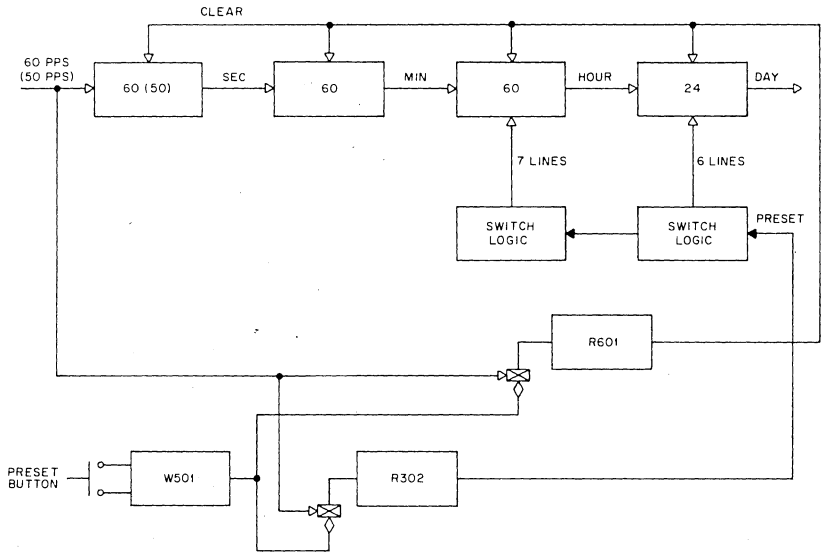 CLEAR
60 PPS
(50 PPS)
60 (50)
SEC
60
MIN
60
HOUR
24
DAY
7 LINES
6 LINES
SWITCH
LOGIC
SWITCH
LOGIC
PRESET
R601
PRESET
BUTTON
W501
R302